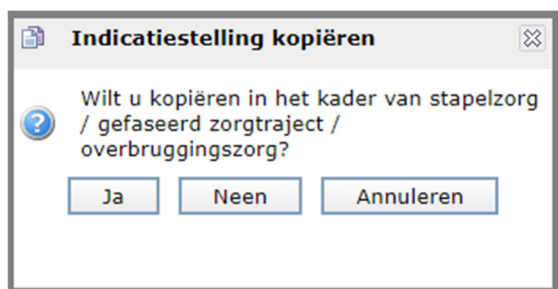 Indicatiestelling kopiëren
Wilt u kopiëren in het kader van stapelzorg
/ gefaseerd zorgtraject /
overbruggingszorg?
Ja Neen Annuleren